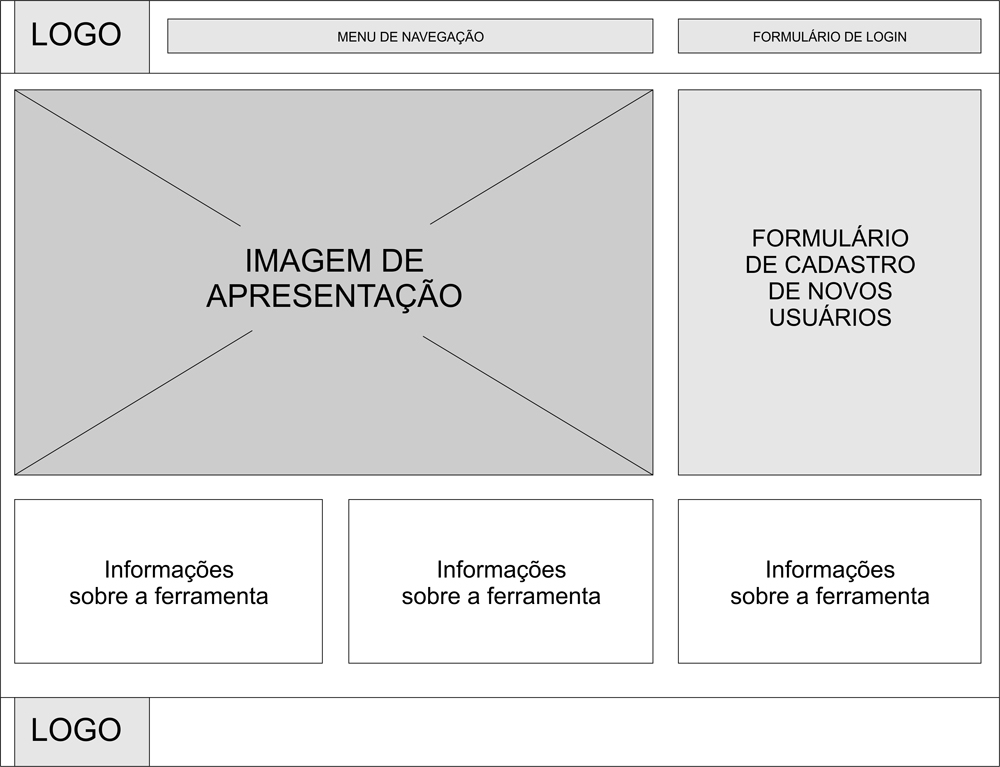 LOGO
MENU DE NAVEGAÇÃO
FORMULÁRIO DE LOGIN
IMAGEM DE
APRESENTAÇÃO
FORMULÁRIO
DE CADASTRO
DE NOVOS
USUÁRIOS
Informações
sobre a ferramenta
Informações
sobre a ferramenta
Informações
sobre a ferramenta
LOGO